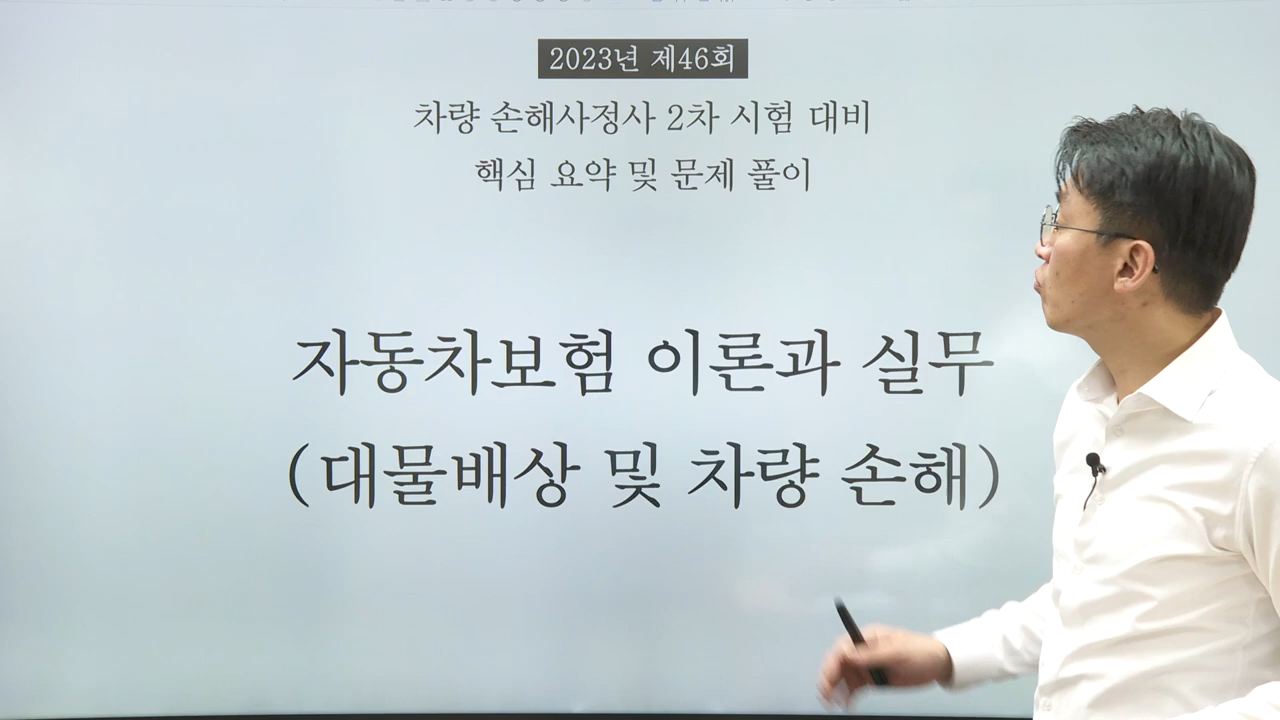 2023년 제46회
차량 손해사정사 2차 시험 대비
핵심 요약 및 문제 풀이
자동차보험 이론과 실무
(대물배상 및 차량 손해)